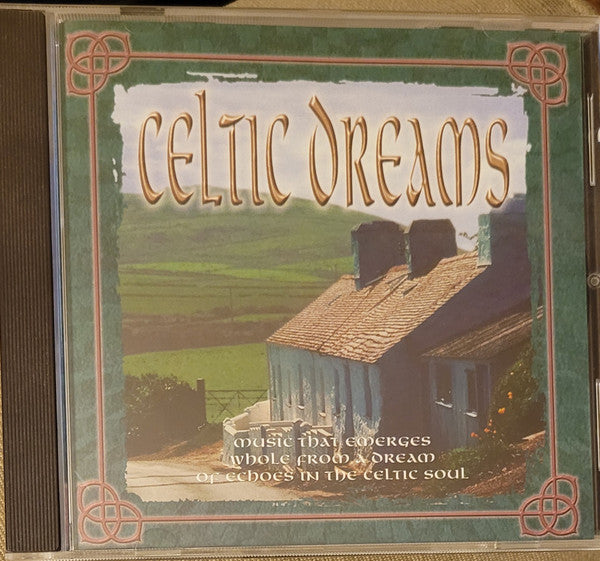 CELTIC DREAMS
MUSIC THAT EMERGES
WHOLE FROM A DREAM
OF ECHOES IN THE CELTIC SOUL